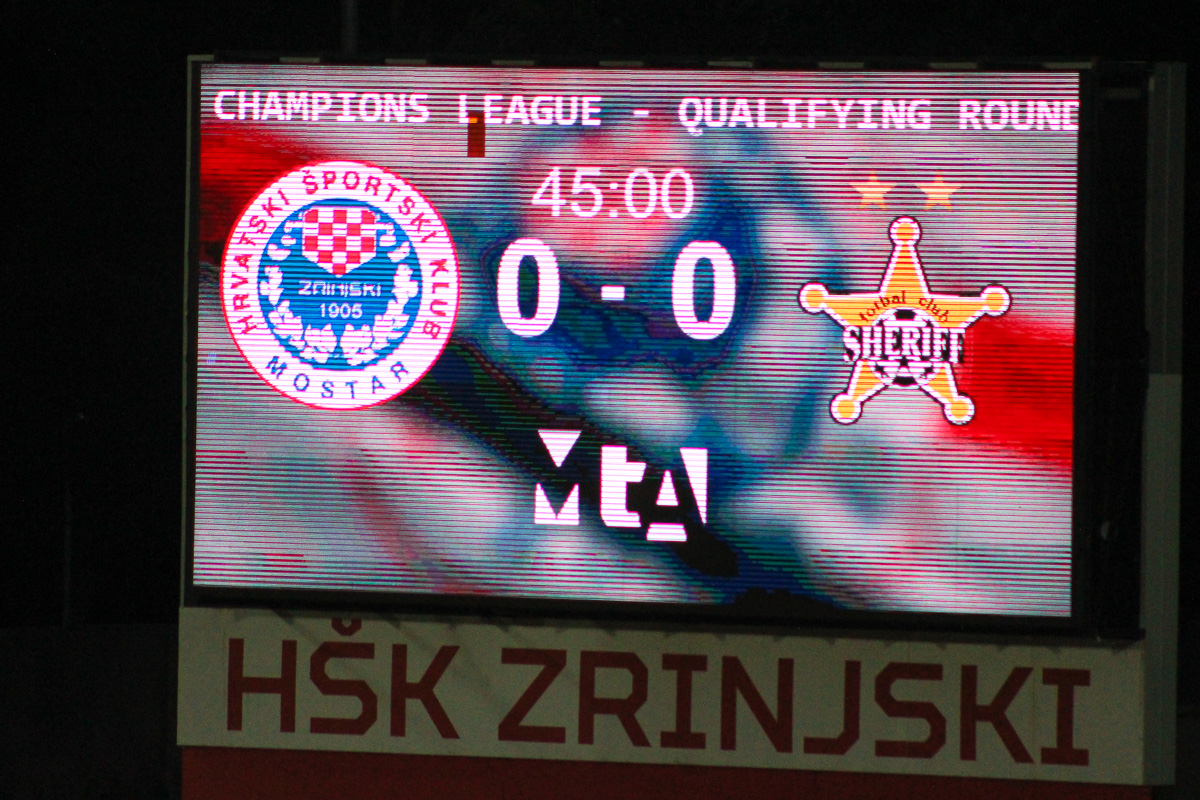 CHAMPIONS LEAGUE - QUALIFYING ROUND
45:00
0 - 0
HRVATSKI ŠPORTSKI KLUB
ZRINJSKI
1905
MOSTAR
fotbal club
SHERIFF
MtA
HŠK ZRINJSKI